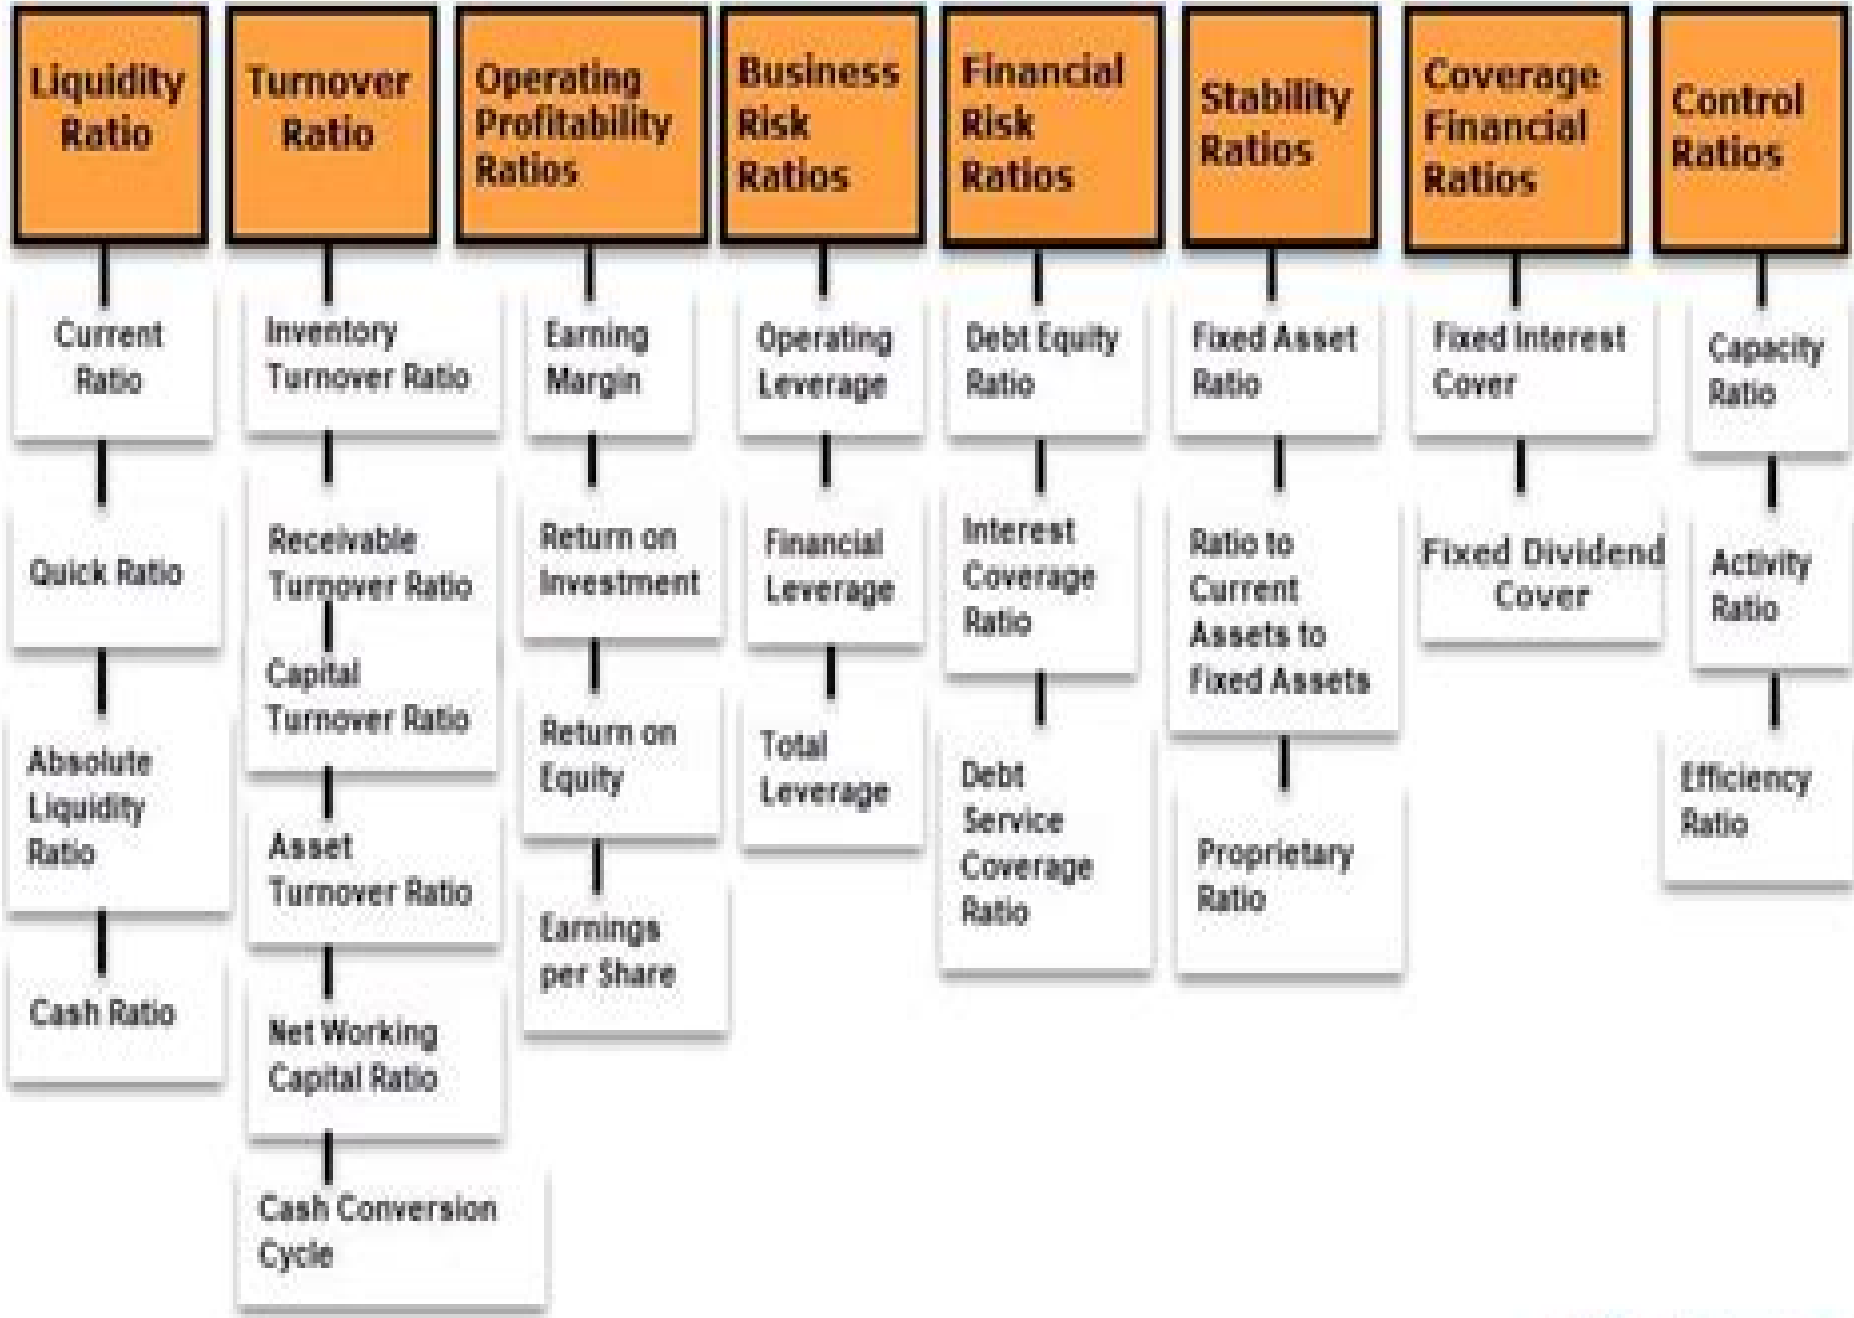 Liquidity
Ratio
Current
Ratio
Quick Ratio
Absolute
Liquidity
Ratio
Cash Ratio
Turnover
Ratio
Inventory
Turnover Ratio
Receivable
Turnover Ratio
Capital
Turnover Ratio
Asset
Turnover Ratio
Net Working
Capital Ratio
Cash Conversion
Cycle
Operating
Profitability
Ratios
Earning
Margin
Return on
Investment
Return on
Equity
Earnings
per Share
Business
Risk
Ratios
Operating
Leverage
Financial
Leverage
Total
Leverage
Financial
Risk
Ratios
Debt Equity
Ratio
Interest
Coverage
Ratio
Debt
Service
Coverage
Ratio
Stability
Ratios
Fixed Asset
Ratio
Ratio to
Current
Assets to
Fixed Assets
Proprietary
Ratio
Coverage
Financial
Ratios
Fixed Interest
Cover
Fixed Dividend
Cover
Control
Ratios
Capacity
Ratio
Activity
Ratio
Efficiency
Ratio